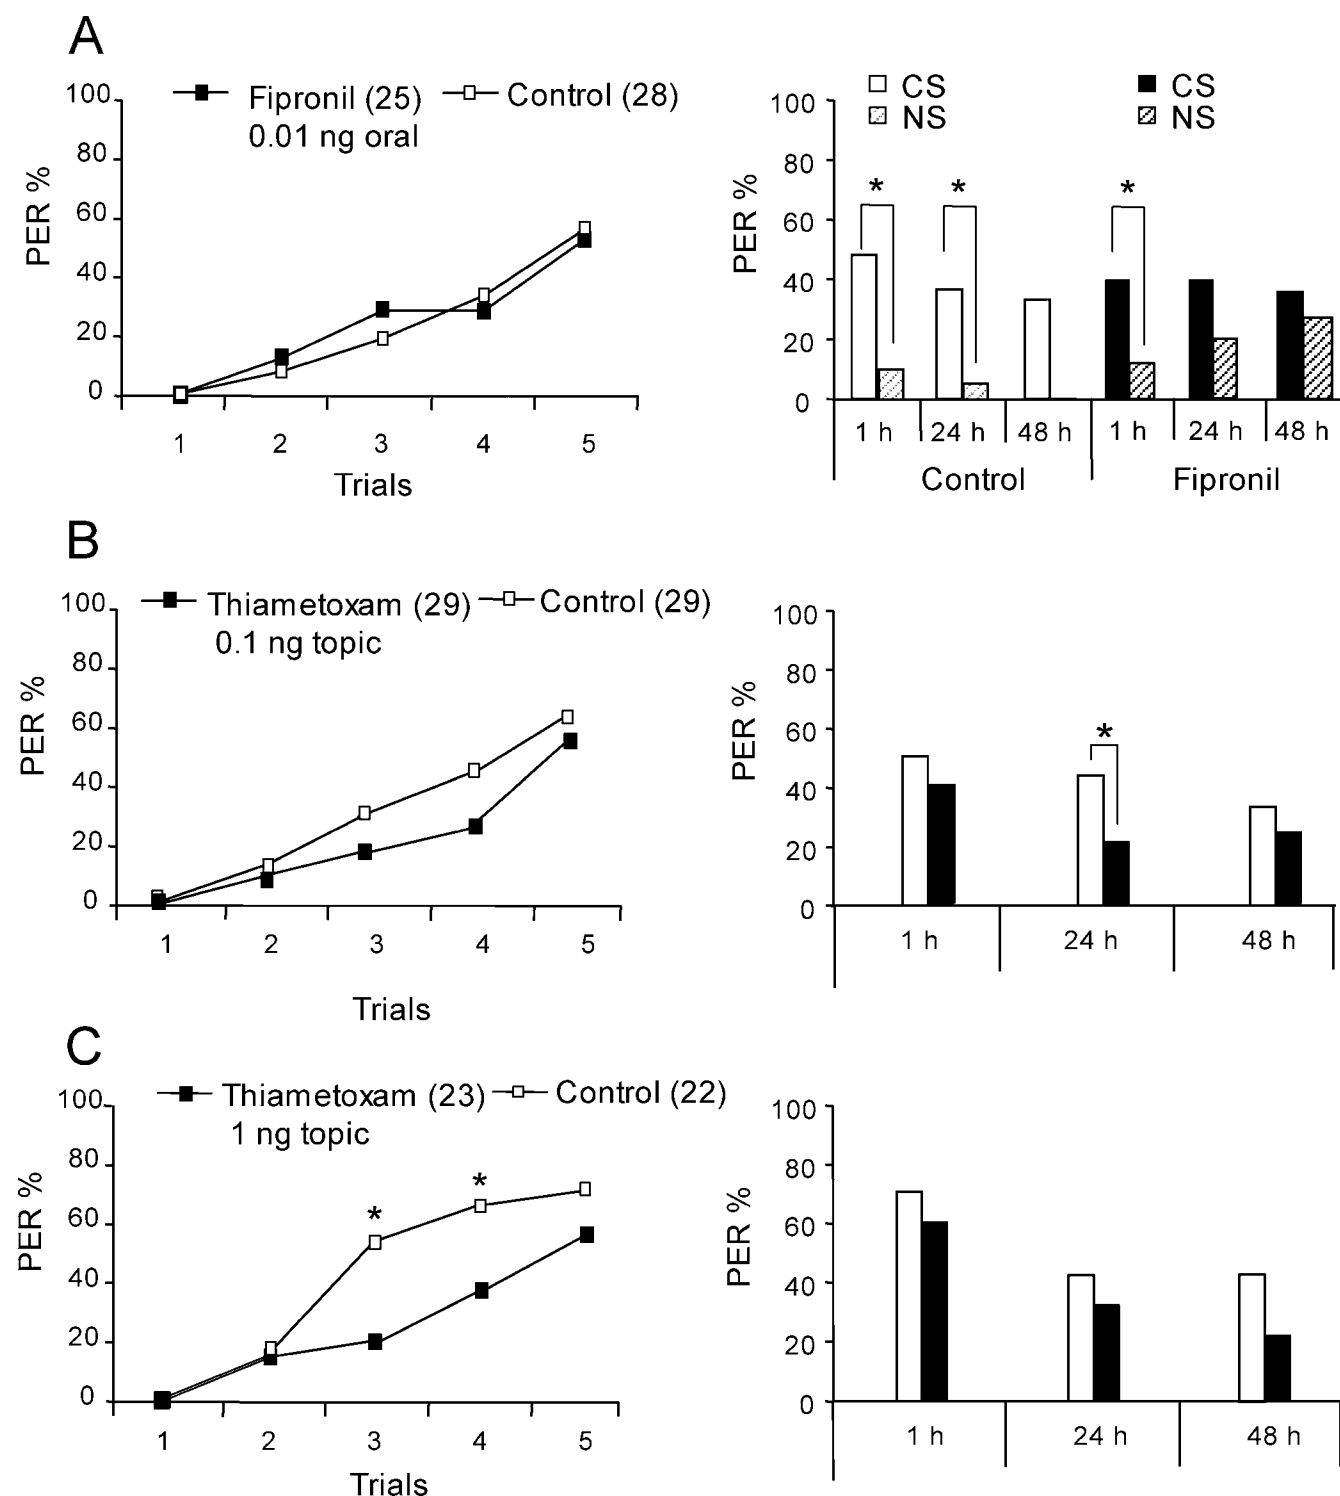 A
Fipronil (25) Control (28)
0.01 ng oral
PER %
100
80
60
40
20
0
1 2 3 4 5
Trials
CS CS
NS NS
PER %
100
80
60
40
20
0
* * *
1 h 24 h 48 h 1 h 24 h 48 h
Control Fipronil
B
Thiametoxam (29) Control (29)
0.1 ng topic
PER %
100
80
60
40
20
0
1 2 3 4 5
Trials
PER %
100
80
60
40
20
0
*
1 h 24 h 48 h
C
Thiametoxam (23) Control (22)
1 ng topic
PER %
100
80
60
40
20
0
* *
1 2 3 4 5
Trials
PER %
100
80
60
40
20
0
1 h 24 h 48 h